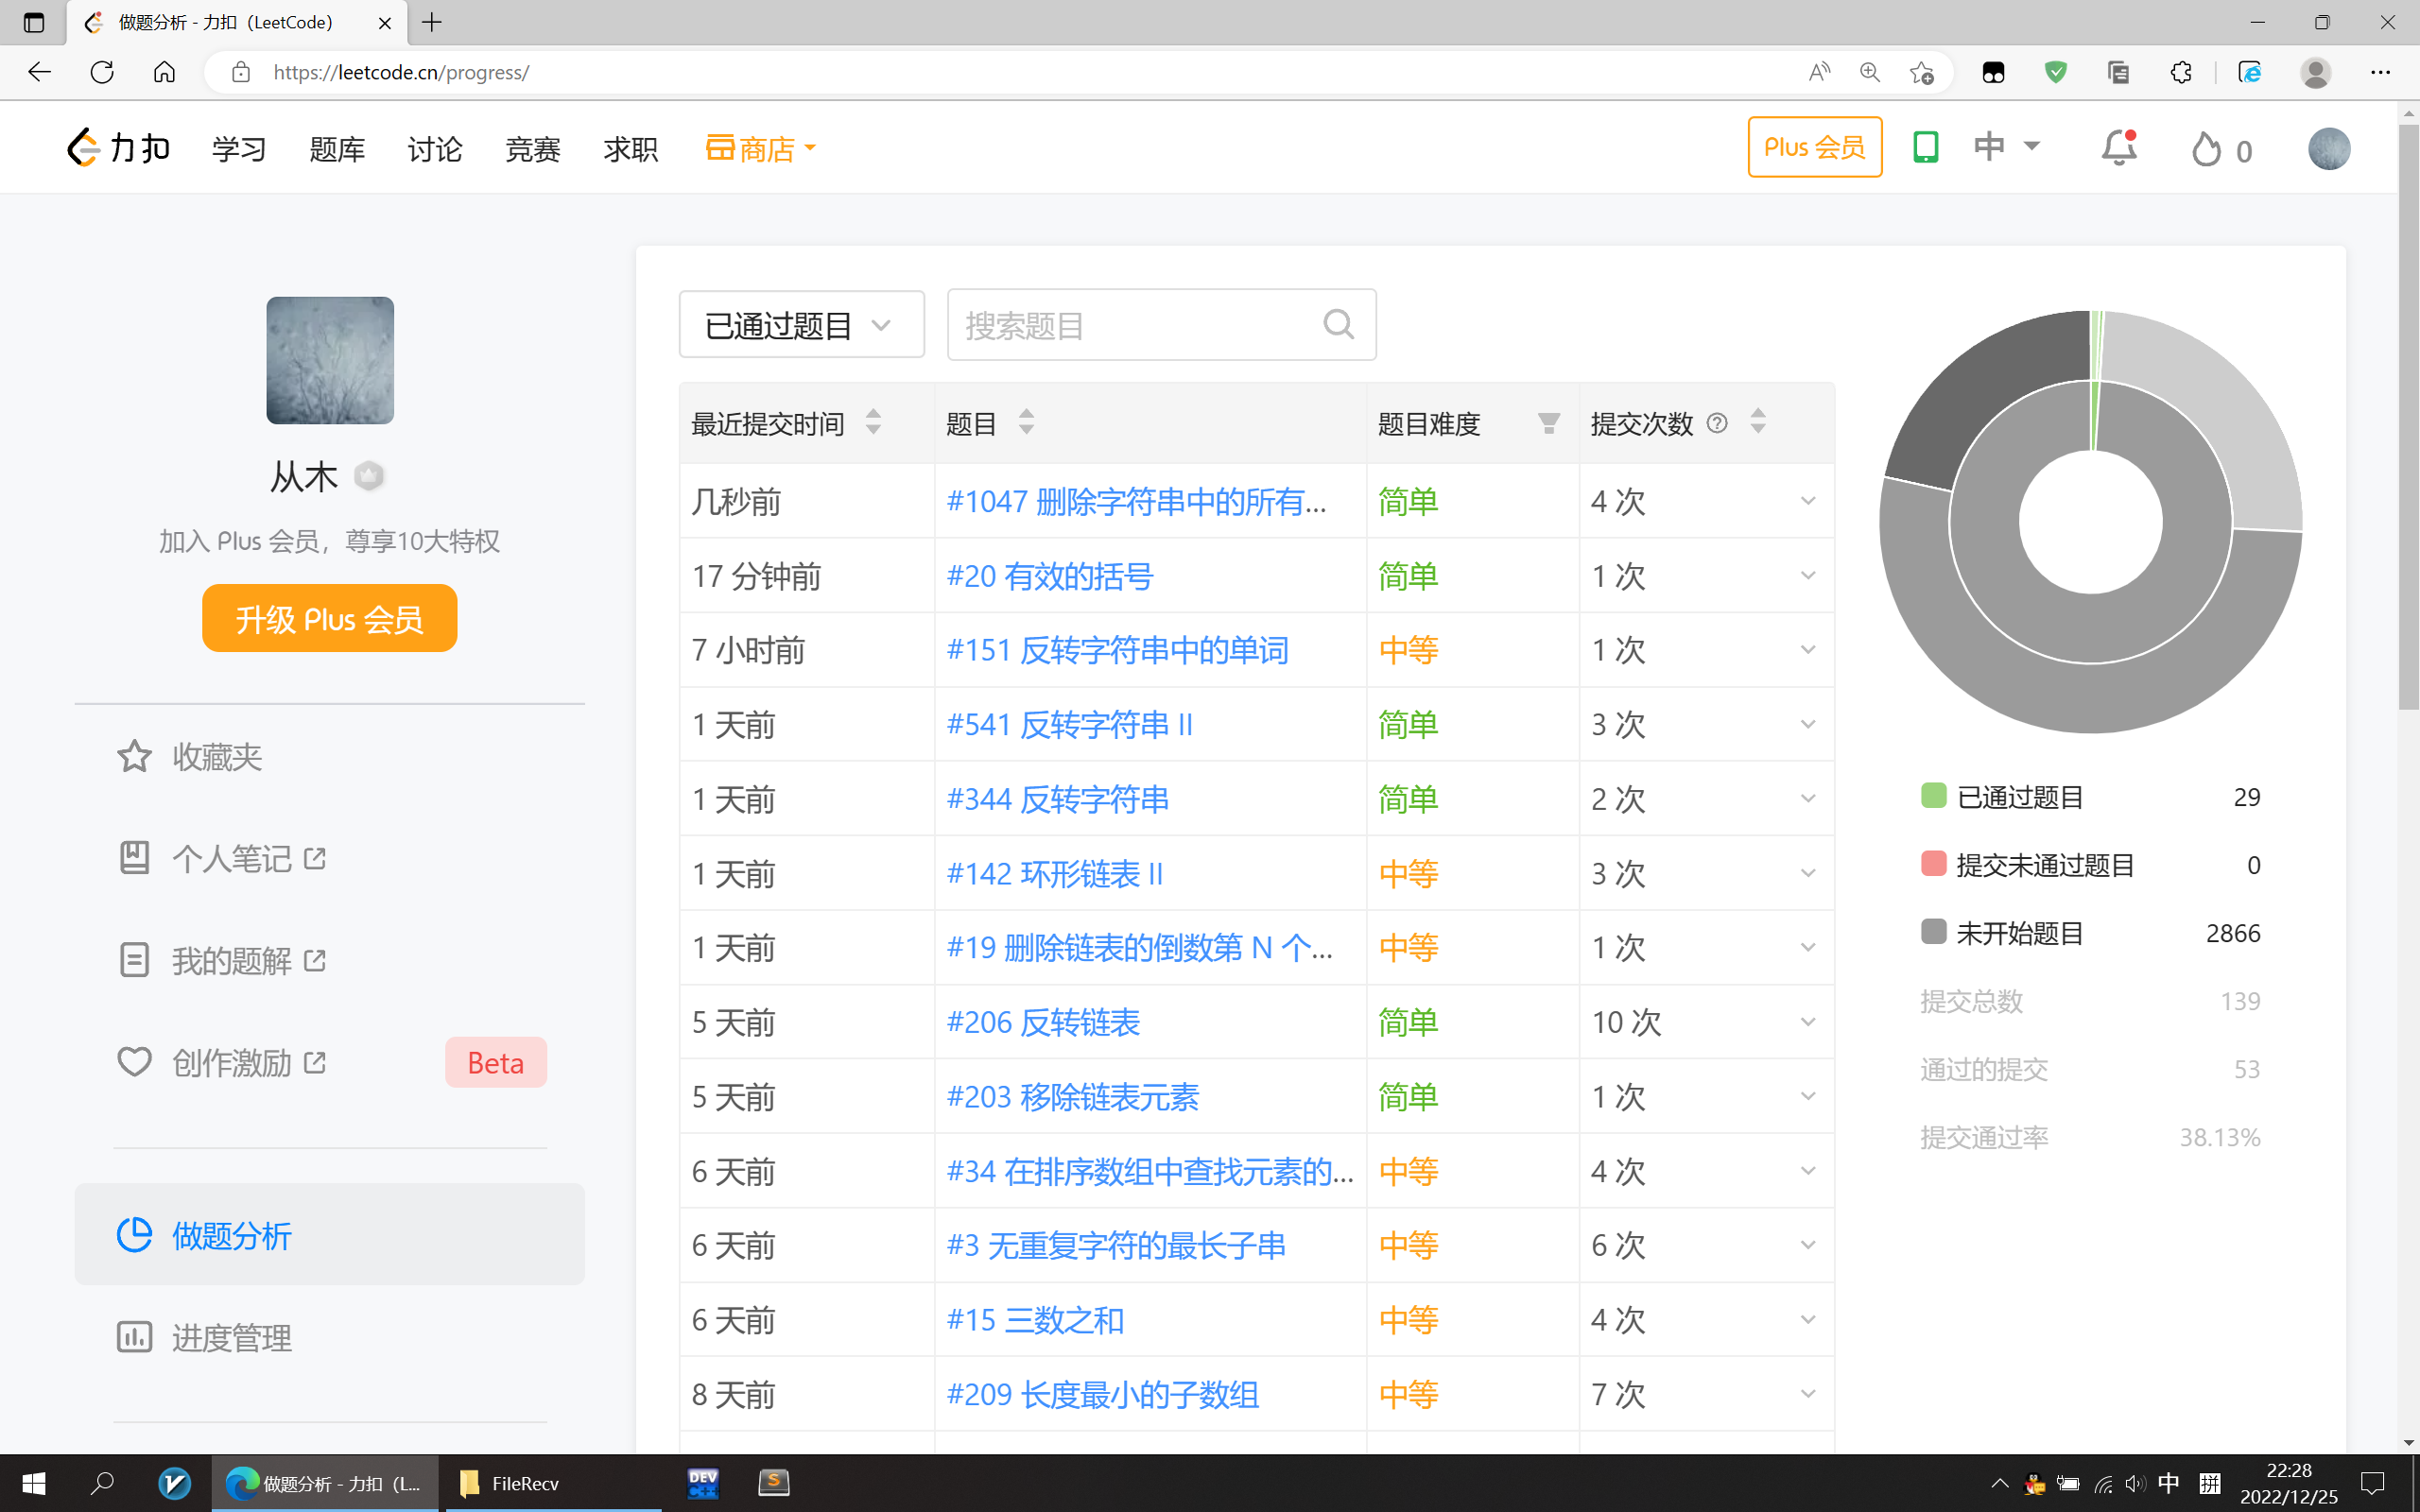 做题分析 - 力扣（LeetCode）
https://leetcode.cn/progress/
力扣 学习 题库 讨论 竞赛 求职 商店 Plus 会员 中 0
从木
加入 Plus 会员，尊享10大特权
升级 Plus 会员
收藏夹
个人笔记
我的题解
创作激励 Beta
做题分析
进度管理
已通过题目 搜索题目
最近提交时间 题目 题目难度 提交次数
几秒前 #1047 删除字符串中的所有... 简单 4 次
17 分钟前 #20 有效的括号 简单 1 次
7 小时前 #151 反转字符串中的单词 中等 1 次
1 天前 #541 反转字符串 II 简单 3 次
1 天前 #344 反转字符串 简单 2 次
1 天前 #142 环形链表 II 中等 3 次
1 天前 #19 删除链表的倒数第 N 个... 中等 1 次
5 天前 #206 反转链表 简单 10 次
5 天前 #203 移除链表元素 简单 1 次
6 天前 #34 在排序数组中查找元素的... 中等 4 次
6 天前 #3 无重复字符的最长子串 中等 6 次
6 天前 #15 三数之和 中等 4 次
8 天前 #209 长度最小的子数组 中等 7 次
已通过题目 29
提交未通过题目 0
未开始题目 2866
提交总数 139
通过的提交 53
提交通过率 38.13%
做题分析 - 力扣（L... FileRecv DEV C++ S 中 拼 22:28
2022/12/25